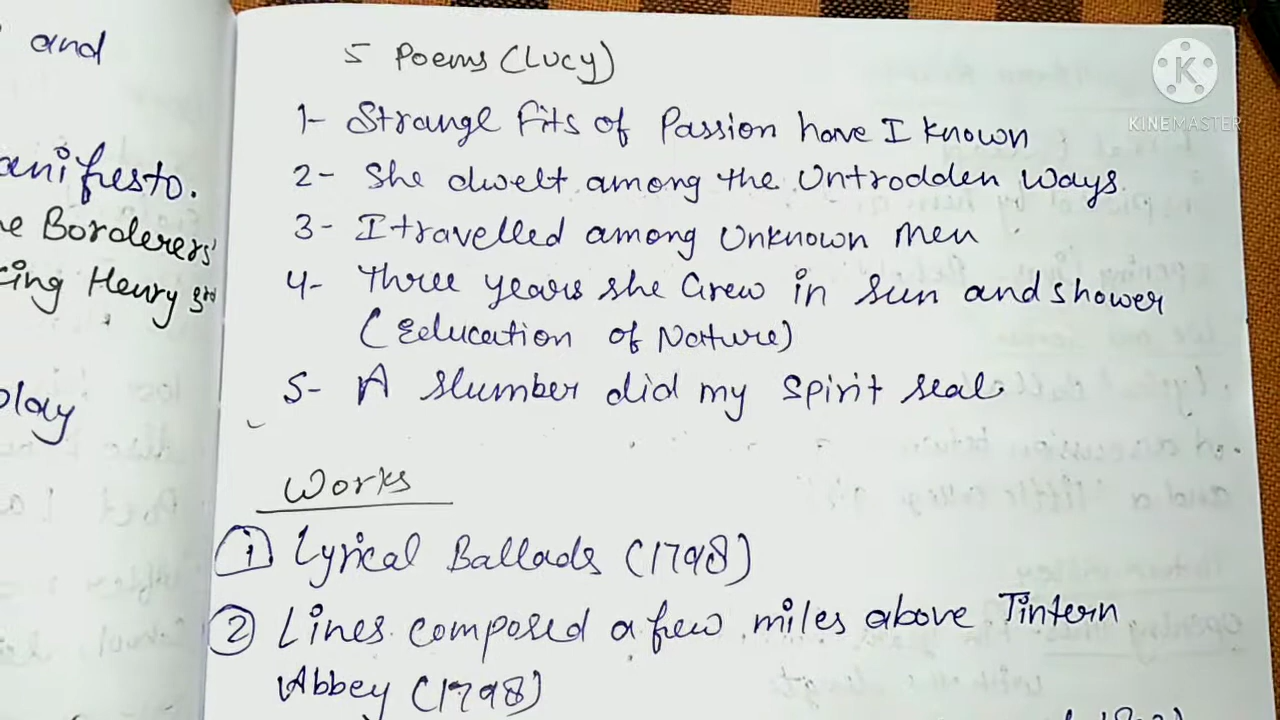 and
anifesto.
e Borderers'
cing Henry 3rd
play
5 Poems (Lucy)
1- Strange fits of Passion have I known
2- She dwelt among the Untrodden ways.
3- I travelled among Unknown men
4- Three years she Grew in sun and shower
(Education of Nature)
5- A slumber did my spirit seal.
Works
1 Lyrical Ballads (1798)
2 Lines composed a few miles above Tintern
Abbey (1798)
K
KINEMASTER